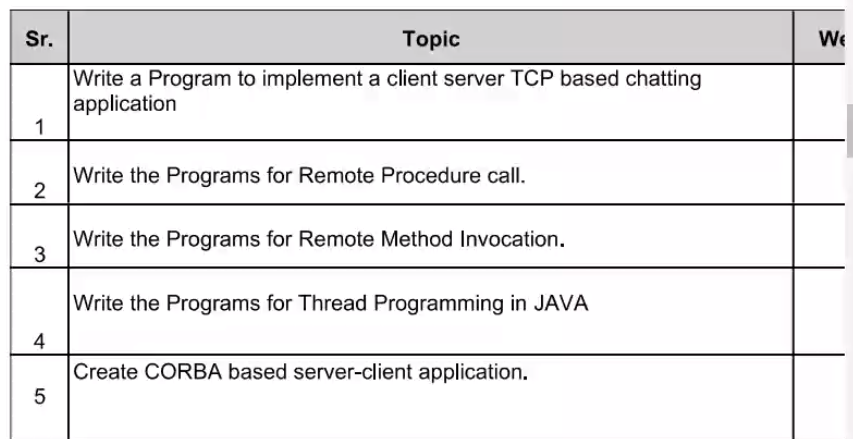 Sr. Topic
Write a Program to implement a client server TCP based chatting
application
1
Write the Programs for Remote Procedure call.
2
Write the Programs for Remote Method Invocation.
3
Write the Programs for Thread Programming in JAVA
4
Create CORBA based server-client application.
5